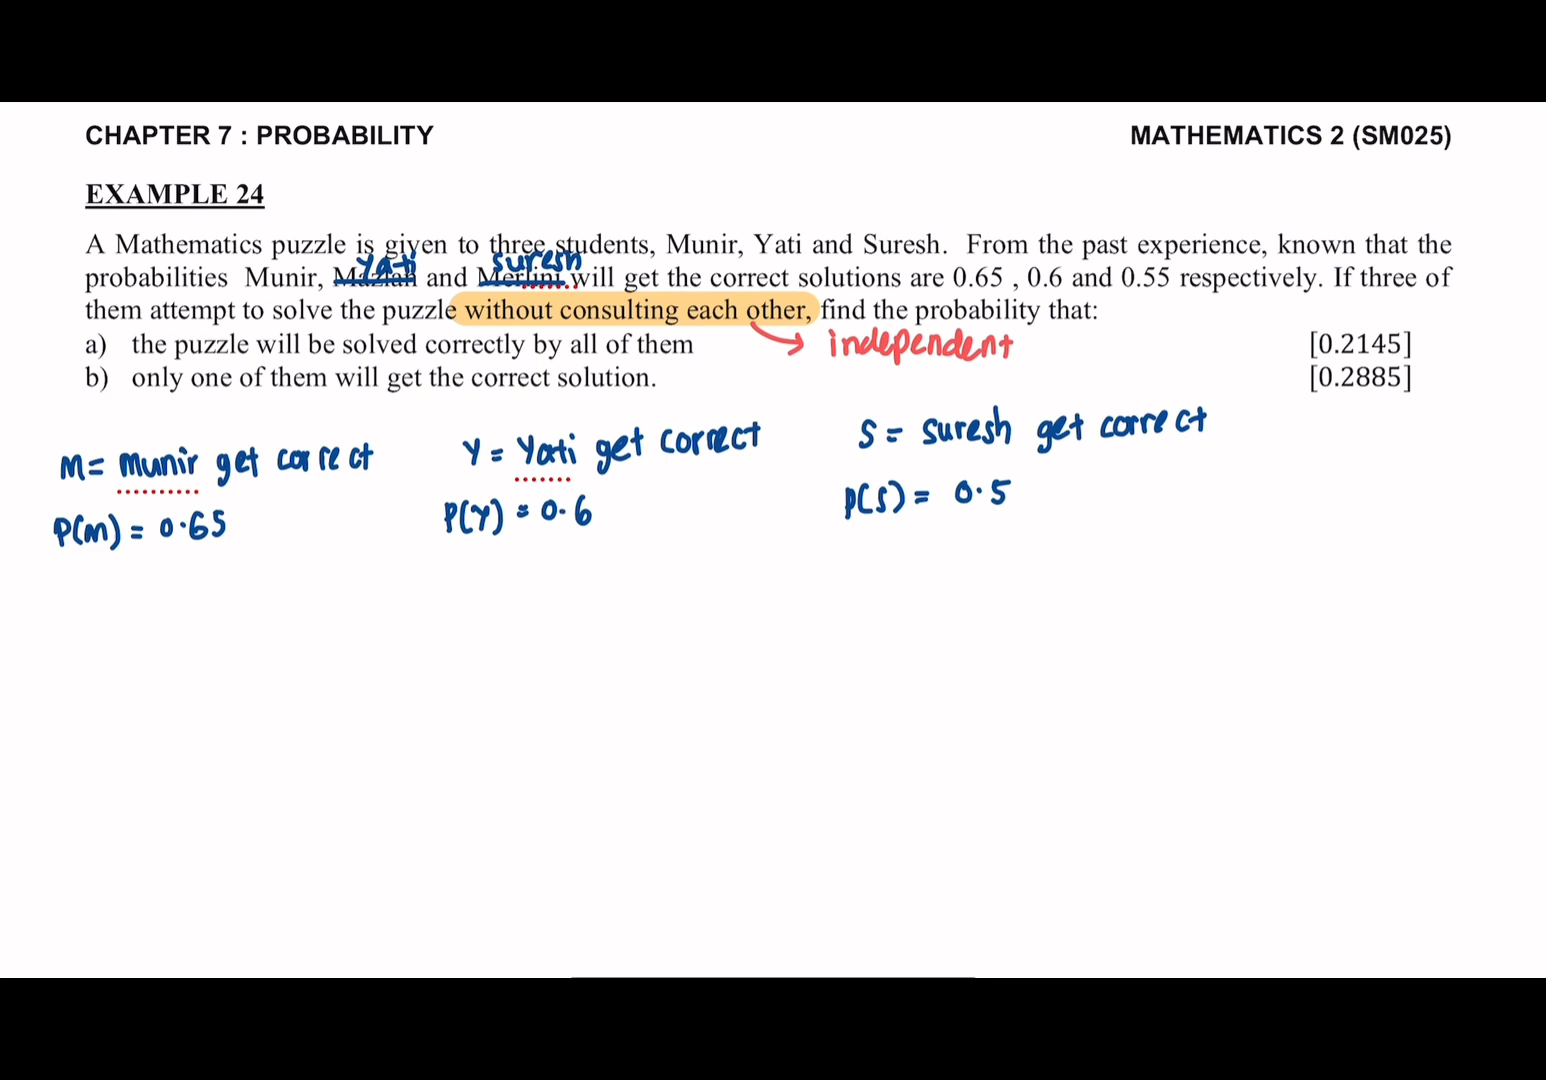 CHAPTER 7 : PROBABILITY
MATHEMATICS 2 (SM025)
EXAMPLE 24
A Mathematics puzzle is given to three students, Munir, Yati and Suresh. From the past experience, known that the
Yati suresh
probabilities Munir, Maziah and Merlini will get the correct solutions are 0.65 , 0.6 and 0.55 respectively. If three of
them attempt to solve the puzzle without consulting each other, find the probability that:
a) the puzzle will be solved correctly by all of them
independent
[0.2145]
b) only one of them will get the correct solution.
[0.2885]
M = Munir get correct
Y = Yati get correct
S = suresh get correct
P(M) = 0.65
P(Y) = 0.6
P(S) = 0.5